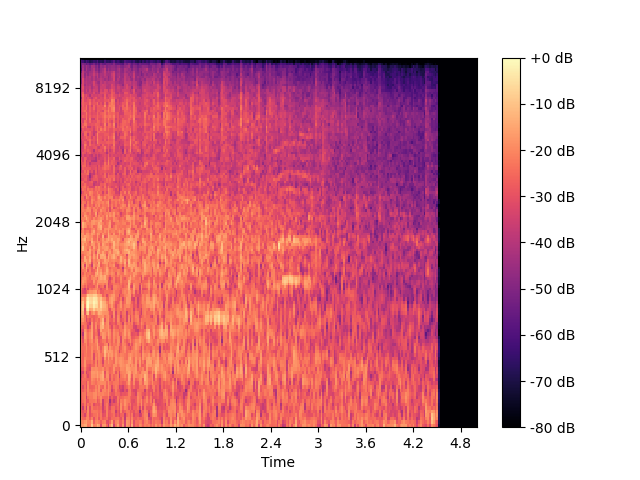 +0 dB
8192
-10 dB
4096
-20 dB
-30 dB
2048
-40 dB
Hz
1024
-50 dB
-60 dB
512
-70 dB
0
-80 dB
0 0.6 1.2 1.8 2.4 3 3.6 4.2 4.8
Time